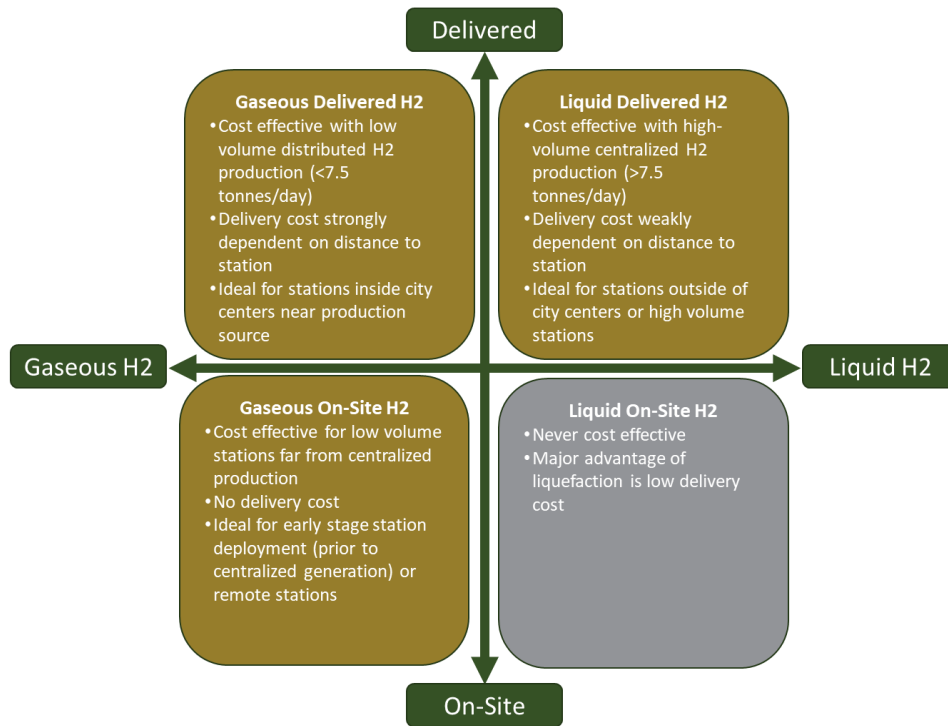 Delivered
Gaseous Delivered H2
•Cost effective with low
volume distributed H2
production (<7.5
tonnes/day)
•Delivery cost strongly
dependent on distance to
station
•Ideal for stations inside city
centers near production
source
Liquid Delivered H2
•Cost effective with high-
volume centralized H2
production (>7.5
tonnes/day)
•Delivery cost weakly
dependent on distance to
station
•Ideal for stations outside of
city centers or high volume
stations
Gaseous H2
Liquid H2
Gaseous On-Site H2
•Cost effective for low volume
stations far from centralized
production
•No delivery cost
•Ideal for early stage station
deployment (prior to
centralized generation) or
remote stations
Liquid On-Site H2
•Never cost effective
•Major advantage of
liquefaction is low delivery
cost
On-Site